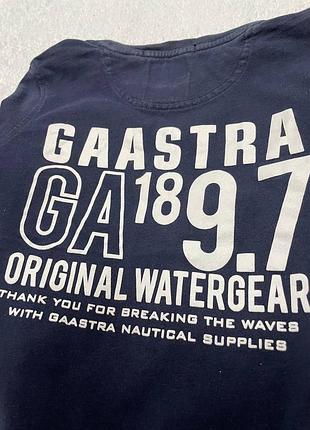 GAASTRA
GA 18 9.7
ORIGINAL WATERGEAR
THANK YOU FOR BREAKING THE WAVES
WITH GAASTRA NAUTICAL SUPPLIES